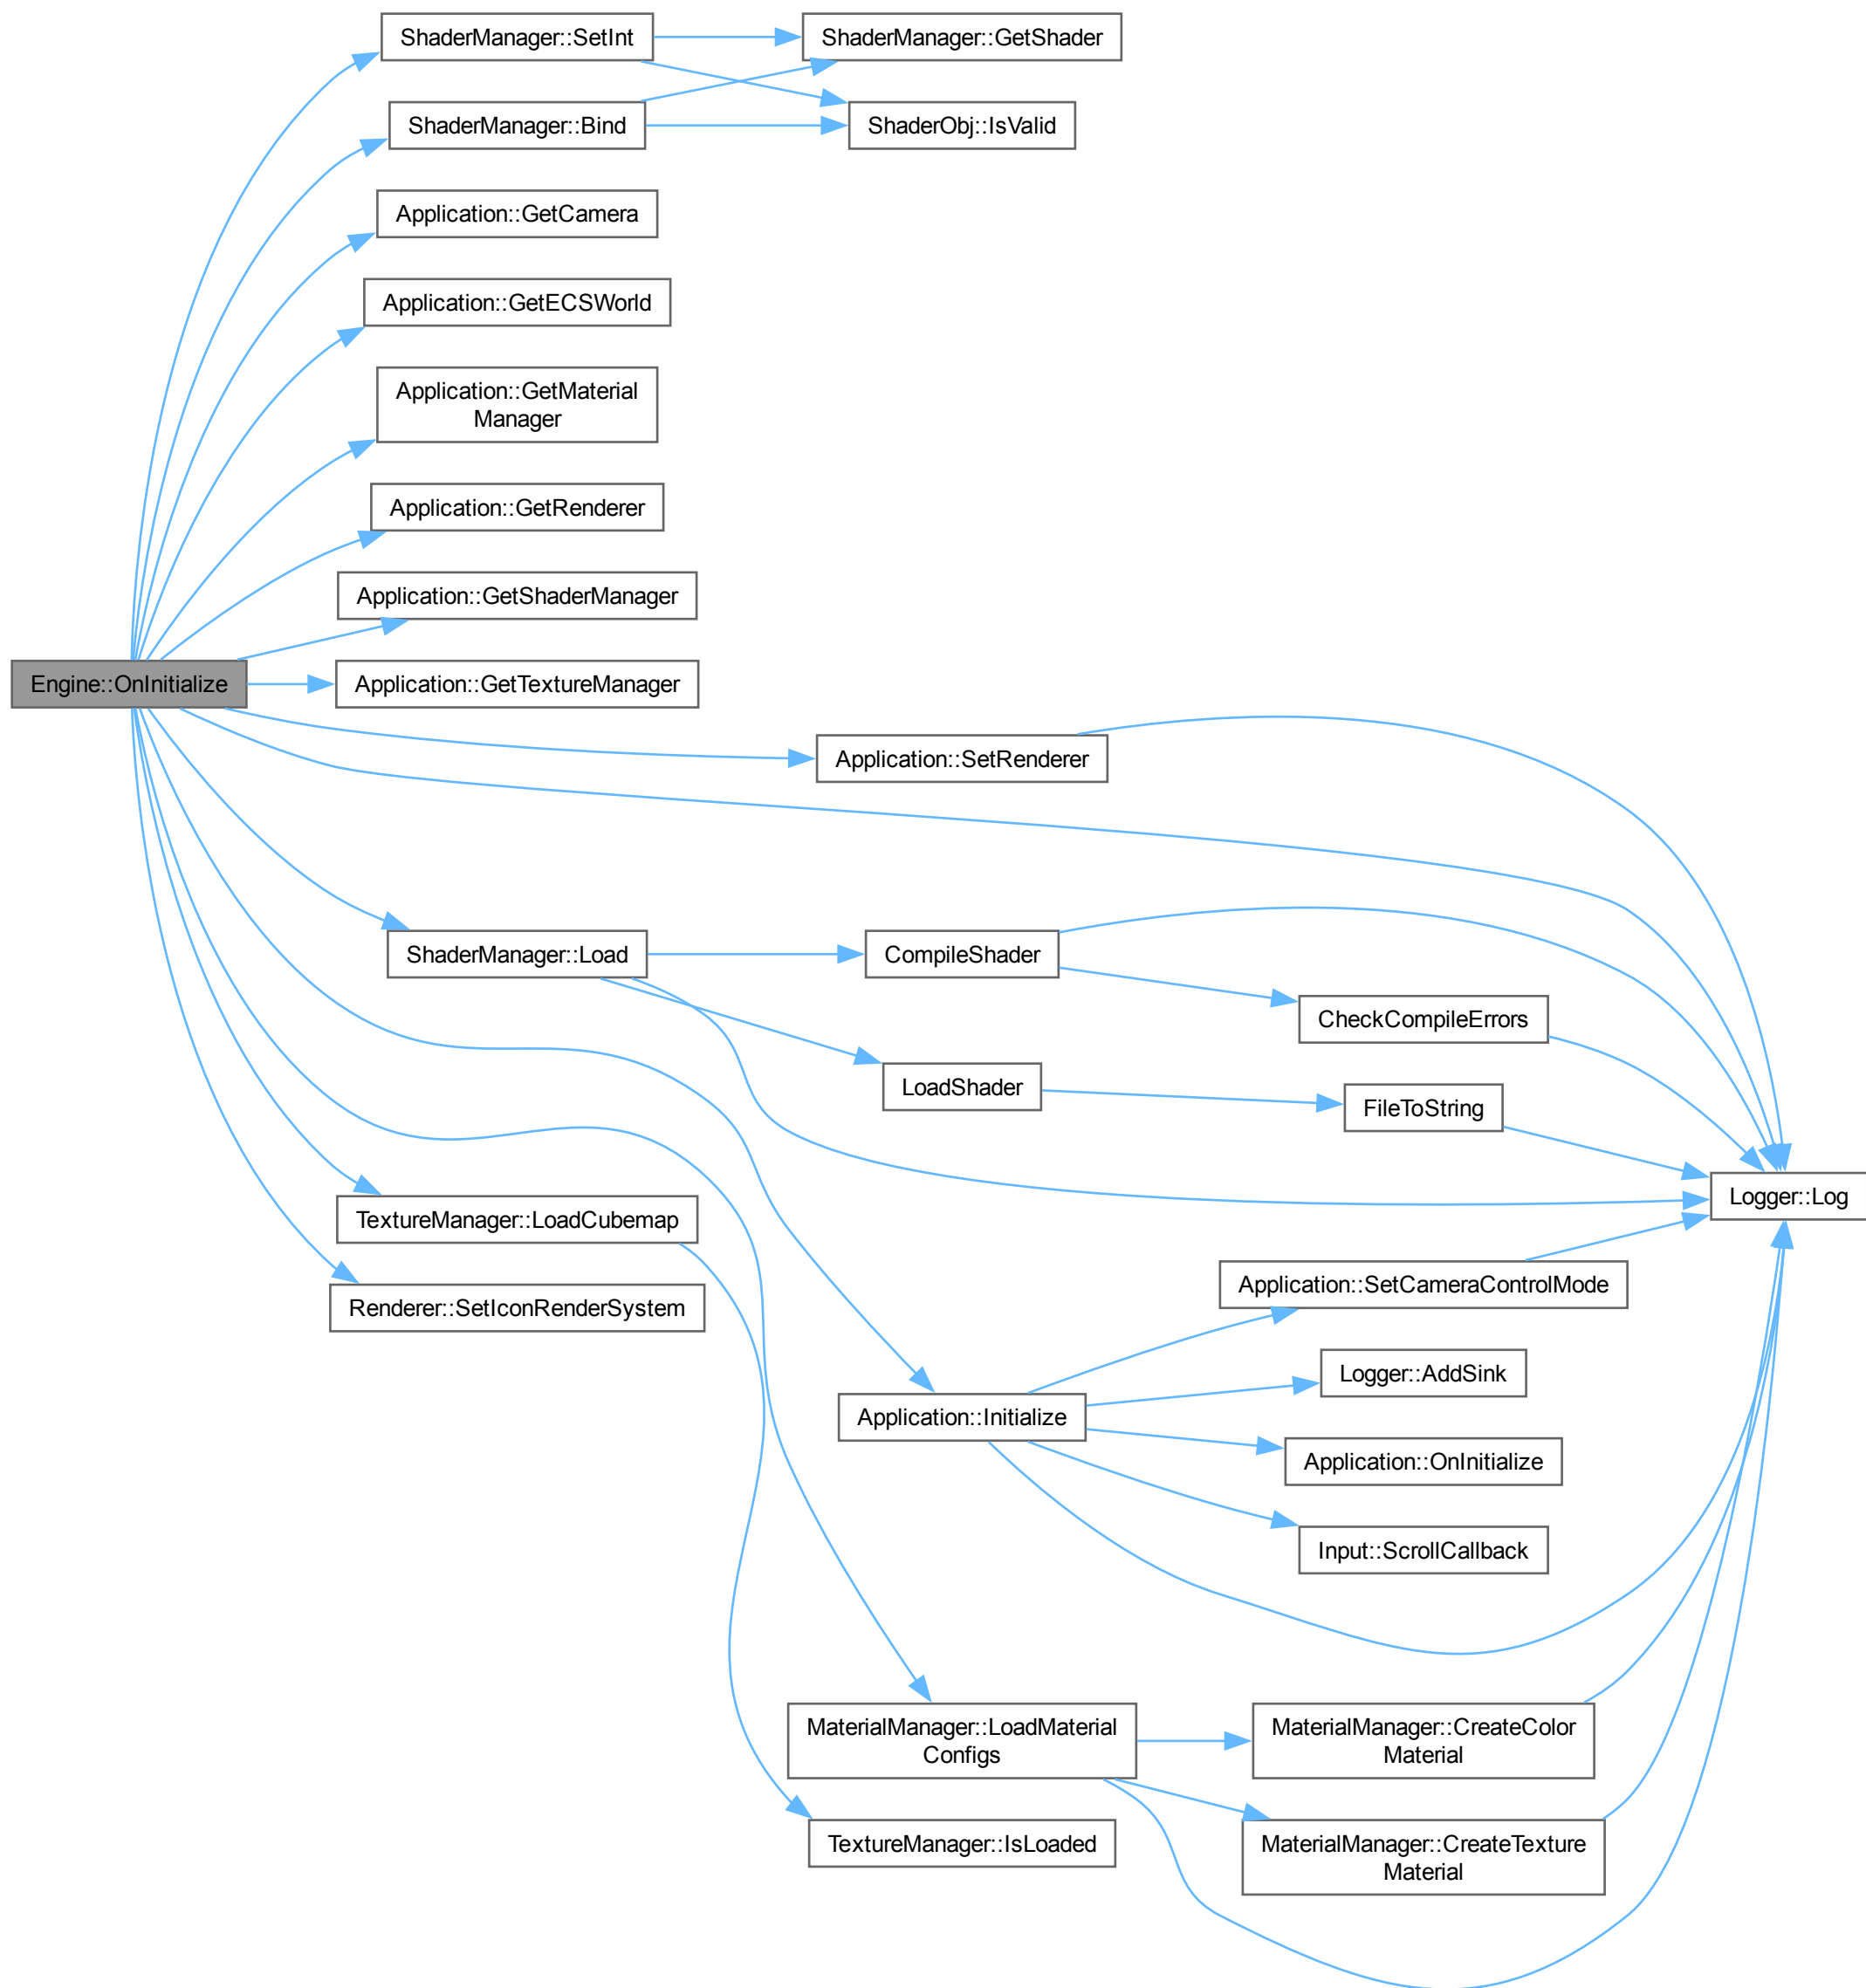 ShaderManager::SetInt
ShaderManager::GetShader
ShaderManager::Bind
ShaderObj::IsValid
Application::GetCamera
Application::GetECSWorld
Application::GetMaterial
Manager
Application::GetRenderer
Application::GetShaderManager
Engine::OnInitialize
Application::GetTextureManager
Application::SetRenderer
ShaderManager::Load
CompileShader
CheckCompileErrors
LoadShader
FileToString
Logger::Log
TextureManager::LoadCubemap
Application::SetCameraControlMode
Renderer::SetIconRenderSystem
Logger::AddSink
Application::Initialize
Application::OnInitialize
Input::ScrollCallback
MaterialManager::LoadMaterial
Configs
MaterialManager::CreateColor
Material
TextureManager::IsLoaded
MaterialManager::CreateTexture
Material